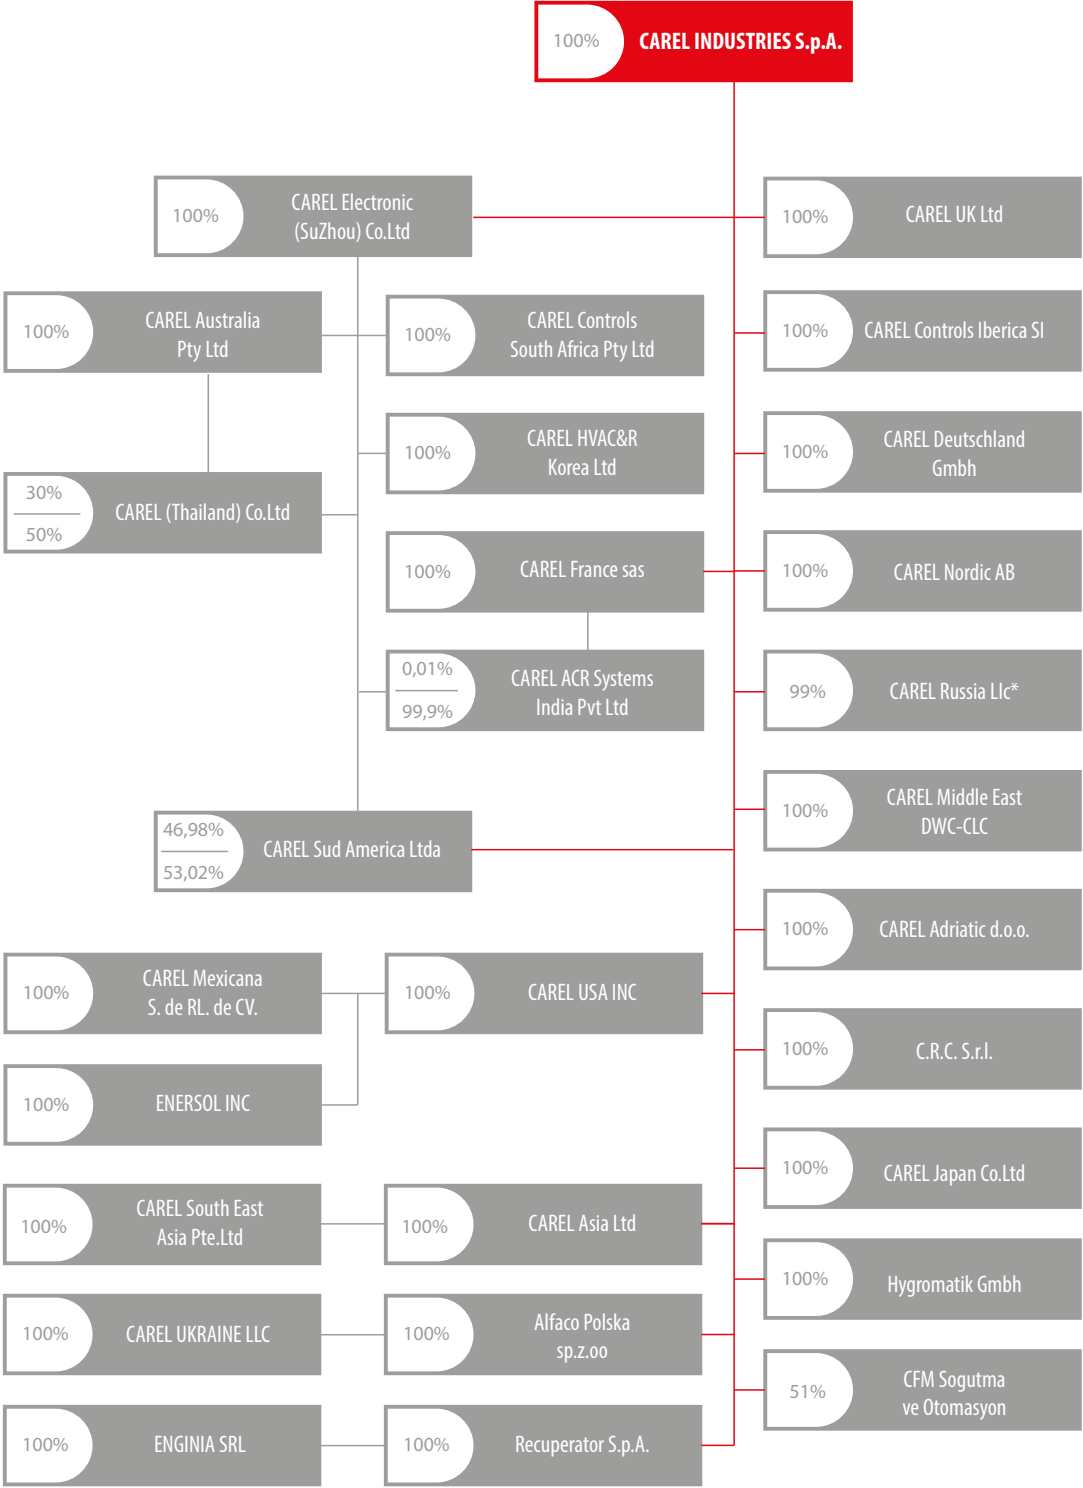 100%
CAREL INDUSTRIES S.p.A.
100%
CAREL Electronic
(SuZhou) Co.Ltd
100%
CAREL UK Ltd
100%
CAREL Australia
Pty Ltd
100%
CAREL Controls
South Africa Pty Ltd
100%
CAREL Controls Iberica Sl
100%
CAREL HVAC&R
Korea Ltd
100%
CAREL Deutschland
Gmbh
30%
50%
CAREL (Thailand) Co.Ltd
100%
CAREL France sas
100%
CAREL Nordic AB
0,01%
99,9%
CAREL ACR Systems
India Pvt Ltd
99%
CAREL Russia Llc*
100%
CAREL Middle East
DWC-CLC
46,98%
53,02%
CAREL Sud America Ltda
100%
CAREL Adriatic d.o.o.
100%
CAREL Mexicana
S. de RL. de CV.
100%
CAREL USA INC
100%
C.R.C. S.r.l.
100%
ENERSOL INC
100%
CAREL Japan Co.Ltd
100%
CAREL South East
Asia Pte.Ltd
100%
CAREL Asia Ltd
100%
Hygromatik Gmbh
100%
CAREL UKRAINE LLC
100%
Alfaco Polska
sp.z.oo
51%
CFM Sogutma
ve Otomasyon
100%
ENGINIA SRL
100%
Recuperator S.p.A.